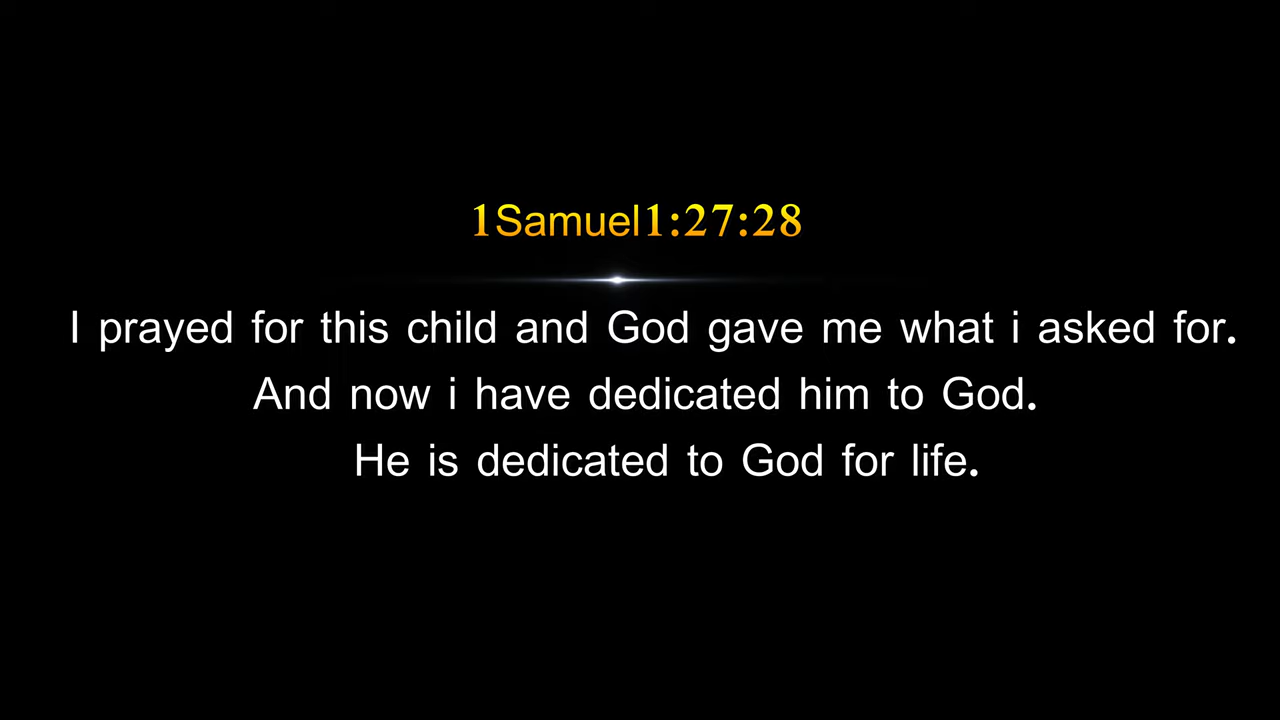 1Samuel1:27:28
I prayed for this child and God gave me what i asked for.
And now i have dedicated him to God.
He is dedicated to God for life.